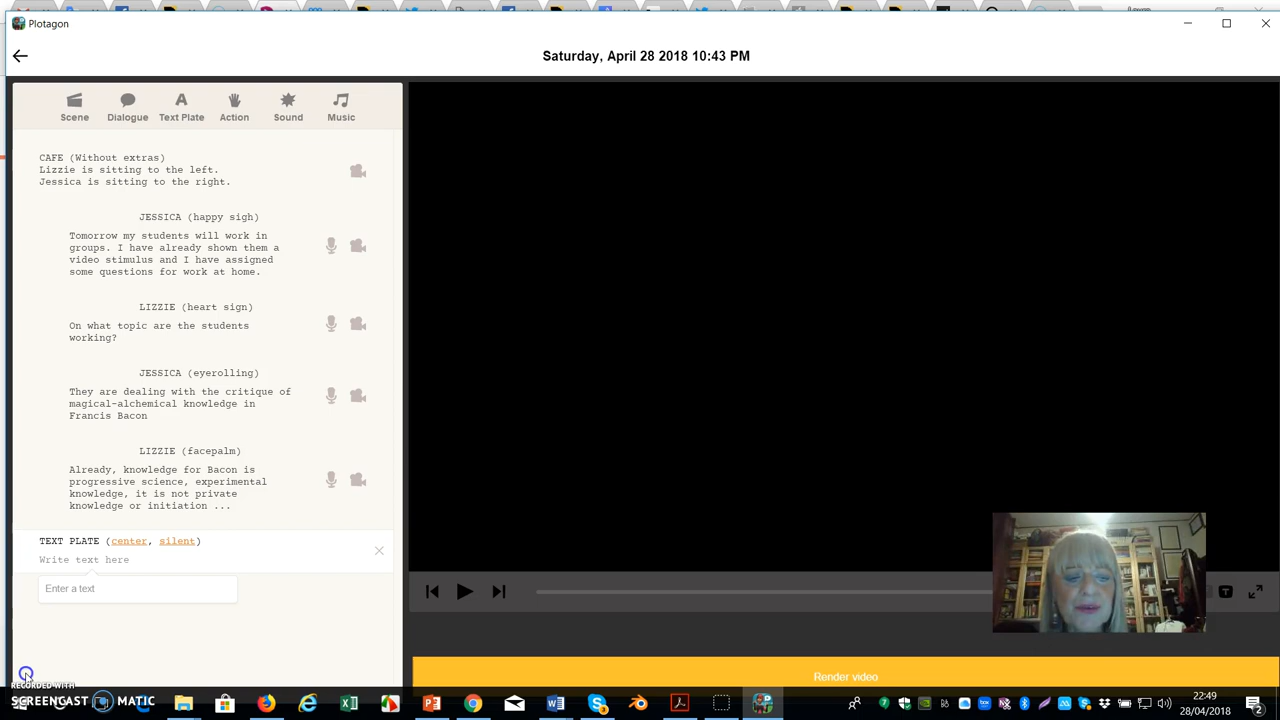 Plotagon
Saturday, April 28 2018 10:43 PM
Scene Dialogue Text Plate Action Sound Music
CAFE (Without extras)
Lizzie is sitting to the left.
Jessica is sitting to the right.
JESSICA (happy sigh)
Tomorrow my students will work in
groups. I have already shown them a
video stimulus and I have assigned
some questions for work at home.
LIZZIE (heart sign)
On what topic are the students
working?
JESSICA (eyerolling)
They are dealing with the critique of
magical-alchemical knowledge in
Francis Bacon
LIZZIE (facepalm)
Already, knowledge for Bacon is
progressive science, experimental
knowledge, it is not private
knowledge or initiation ...
TEXT PLATE (center, silent)
Write text here
Enter a text
Render video
RECORDED WITH
SCREENCAST MATIC
22:49
28/04/2018